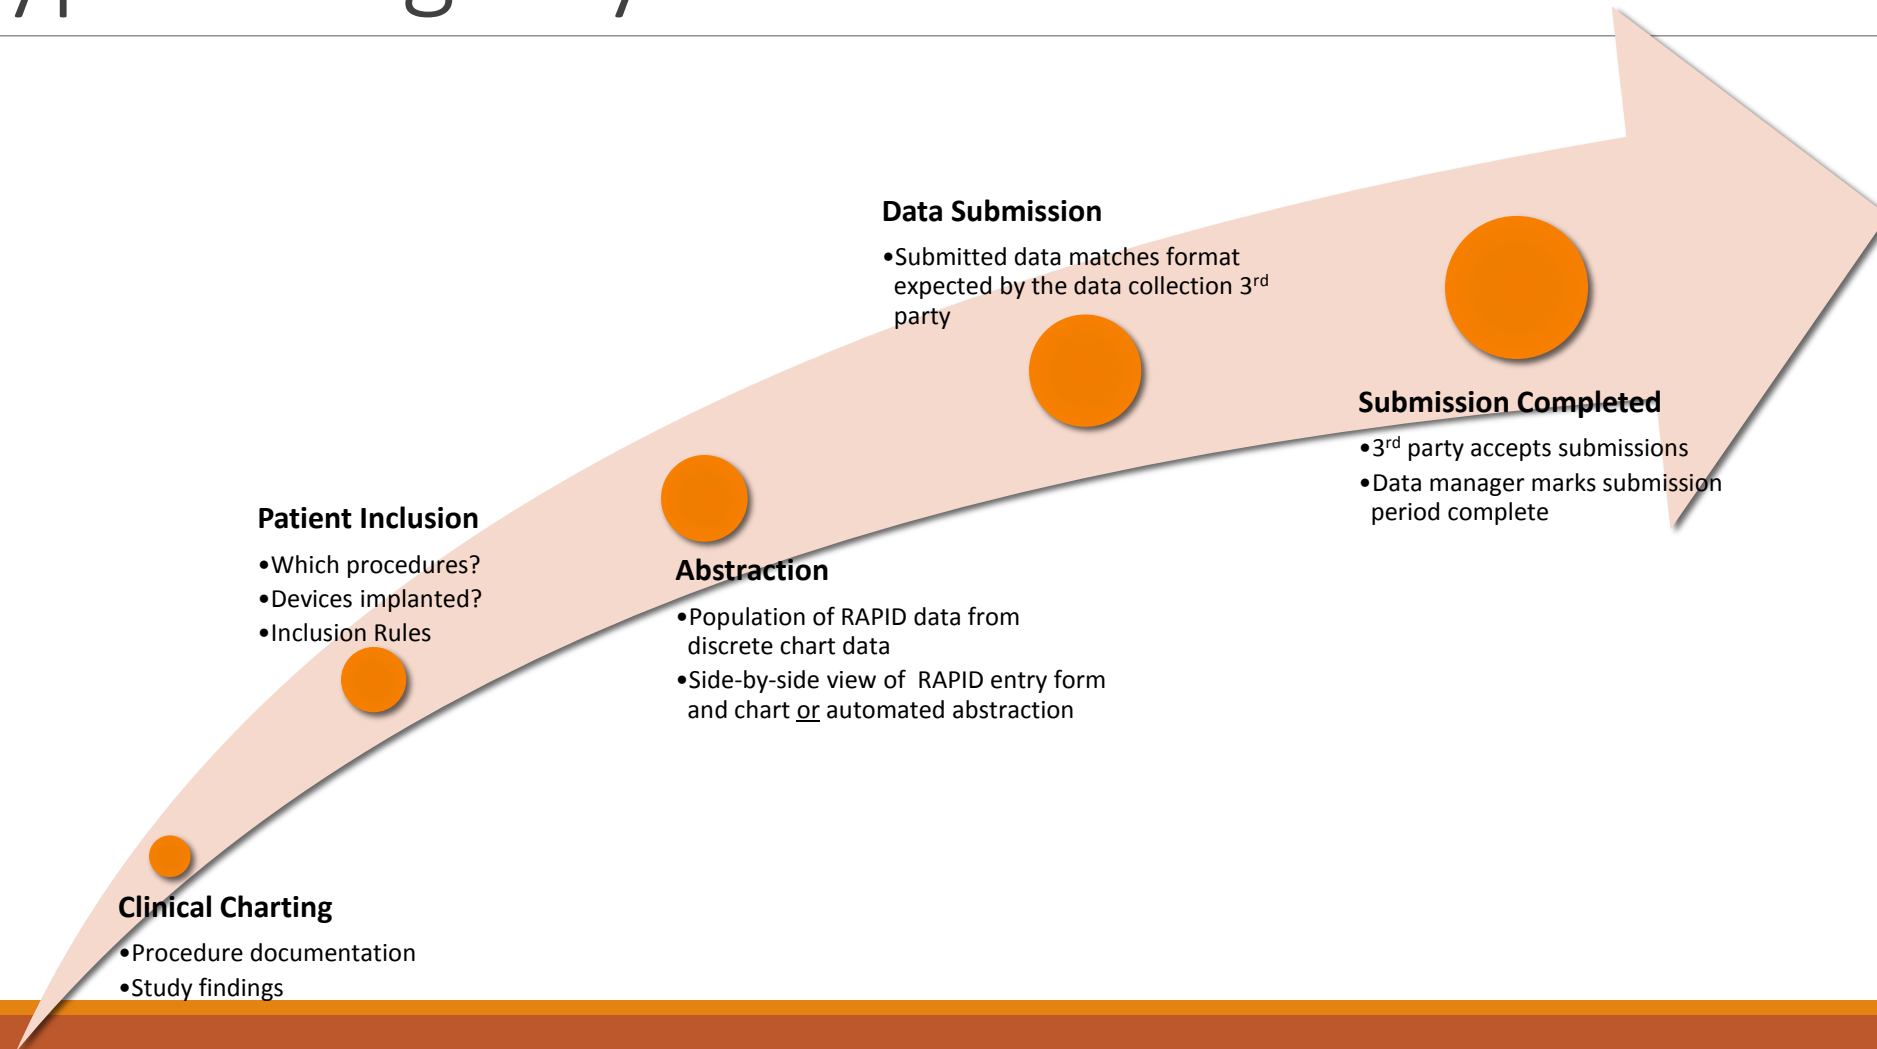 Clinical Charting
•Procedure documentation
•Study findings
Patient Inclusion
•Which procedures?
•Devices implanted?
•Inclusion Rules
Abstraction
•Population of RAPID data from
discrete chart data
•Side-by-side view of RAPID entry form
and chart or automated abstraction
Data Submission
•Submitted data matches format
expected by the data collection 3rd
party
Submission Completed
•3rd party accepts submissions
•Data manager marks submission
period complete